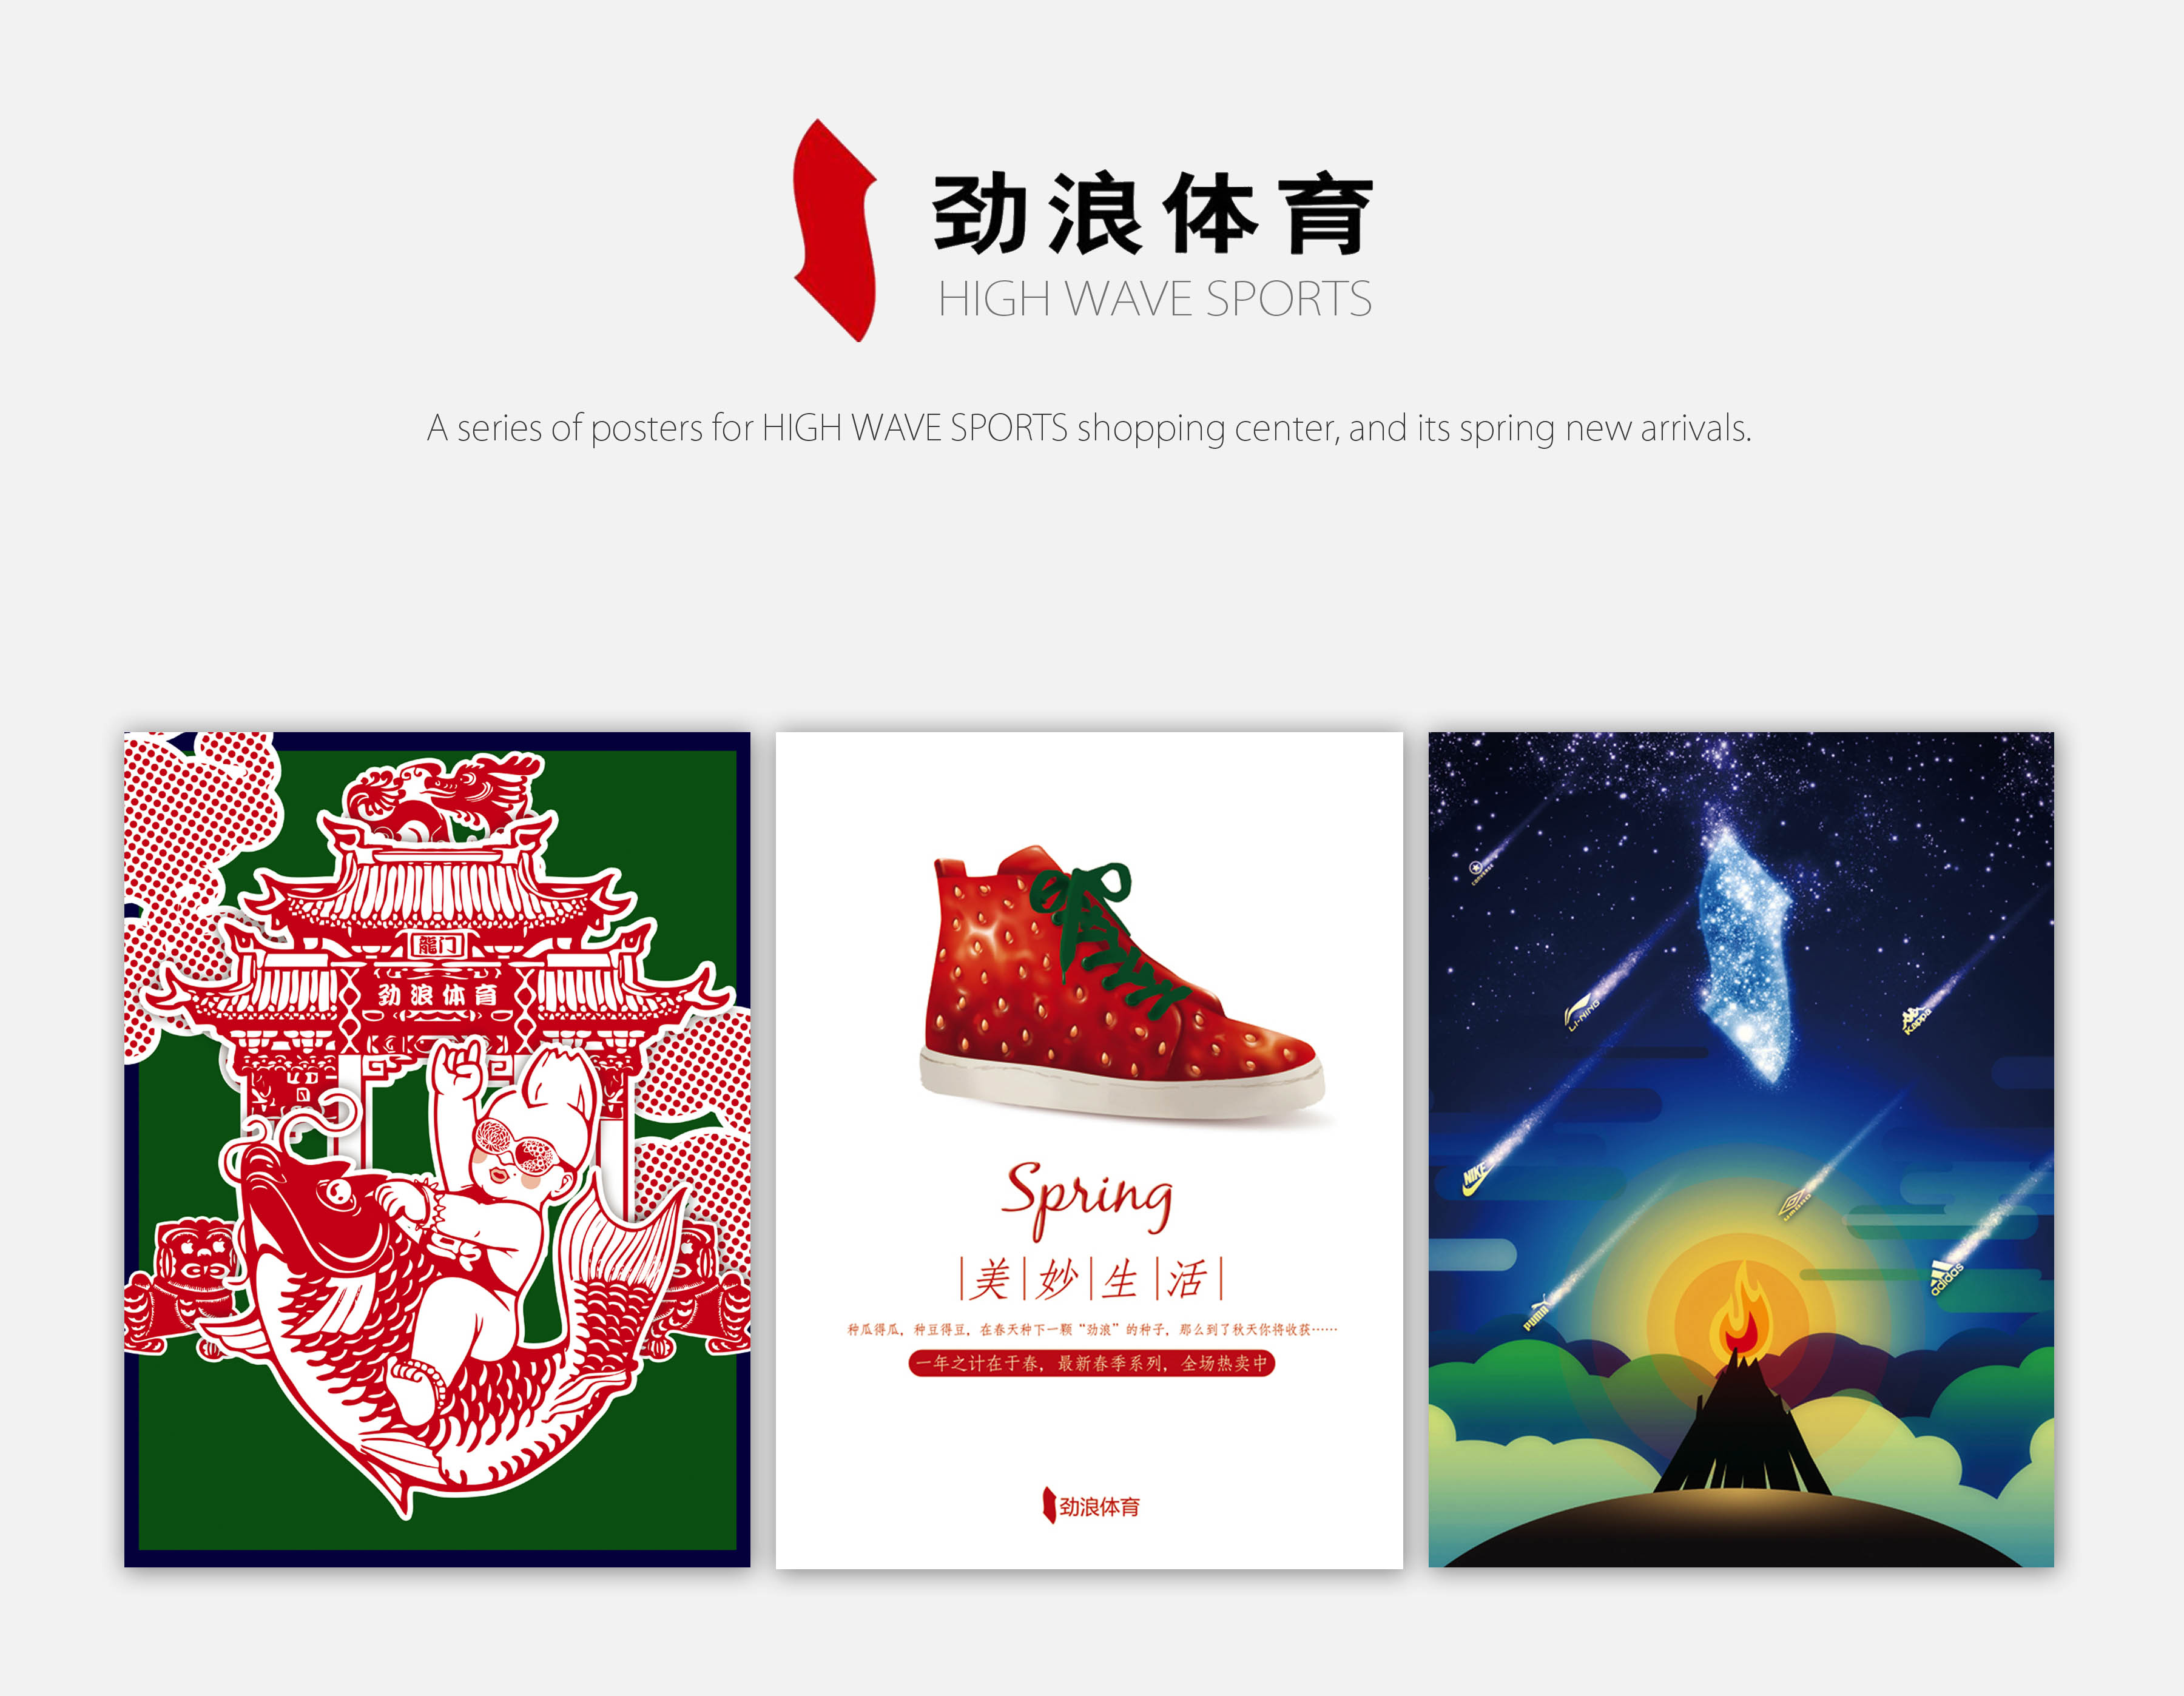 劲浪体育
HIGH WAVE SPORTS
A series of posters for HIGH WAVE SPORTS shopping center, and its spring new arrivals.
龍门
劲浪体育
Spring
|美|妙|生|活|
种瓜得瓜，种豆得豆，在春天种下一颗“劲浪”的种子，那么到了秋天你将收获……
一年之计在于春，最新春季系列，全场热卖中
劲浪体育
CONVERSE
LI-NING
Kappa
NIKE
UMBRO
adidas
PUMA